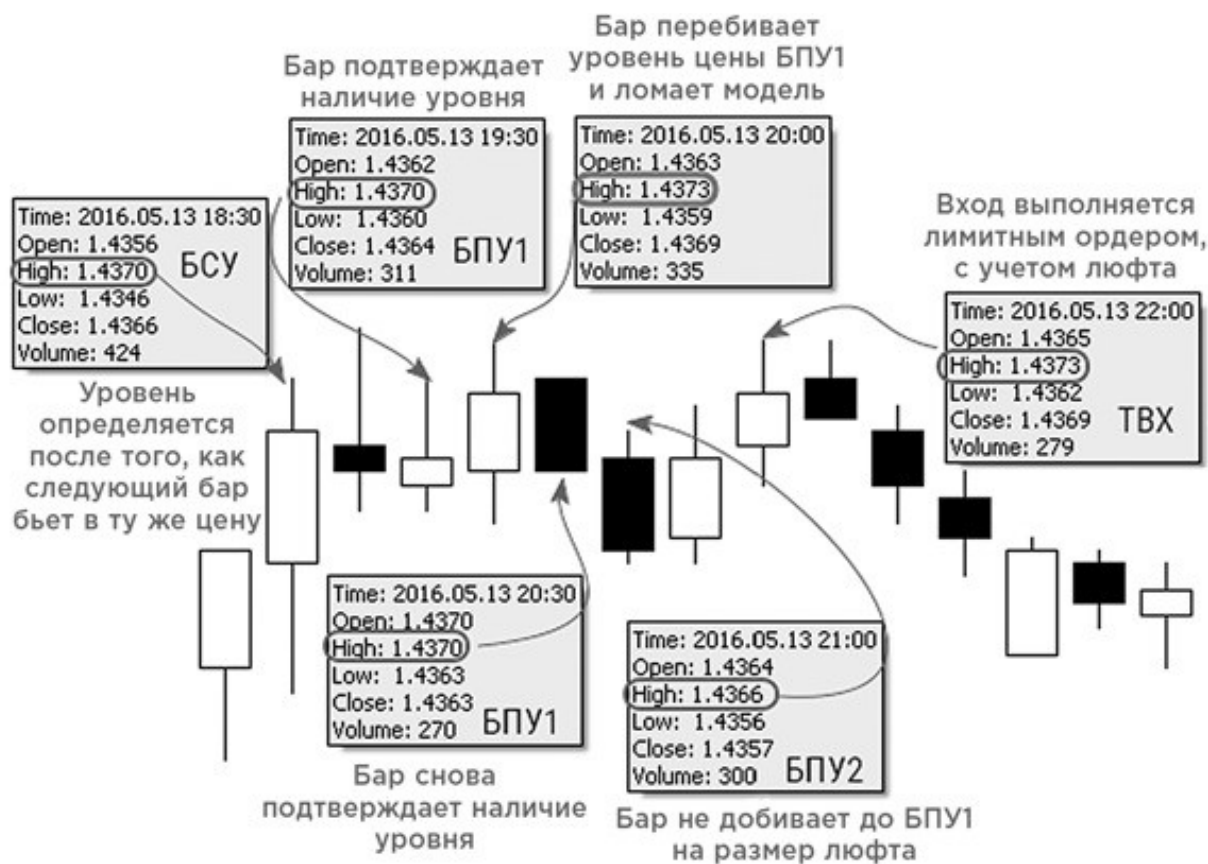 Бар подтверждает
наличие уровня
Time: 2016.05.13 19:30
Open: 1.4362
High: 1.4370
Low: 1.4360
Close: 1.4364
Volume: 311
БПУ1
Бар перебивает
уровень цены БПУ1
и ломает модель
Time: 2016.05.13 20:00
Open: 1.4363
High: 1.4373
Low: 1.4359
Close: 1.4369
Volume: 335
Time: 2016.05.13 18:30
Open: 1.4356
High: 1.4370
Low: 1.4346
Close: 1.4366
Volume: 424
БСУ
Уровень
определяется
после того, как
следующий бар
бьет в ту же цену
Вход выполняется
лимитным ордером,
с учетом люфта
Time: 2016.05.13 22:00
Open: 1.4365
High: 1.4373
Low: 1.4362
Close: 1.4369
Volume: 279
ТВХ
Time: 2016.05.13 20:30
Open: 1.4370
High: 1.4370
Low: 1.4363
Close: 1.4363
Volume: 270
БПУ1
Бар снова
подтверждает наличие
уровня
Time: 2016.05.13 21:00
Open: 1.4364
High: 1.4366
Low: 1.4356
Close: 1.4357
Volume: 300
БПУ2
Бар не добивает до БПУ1
на размер люфта